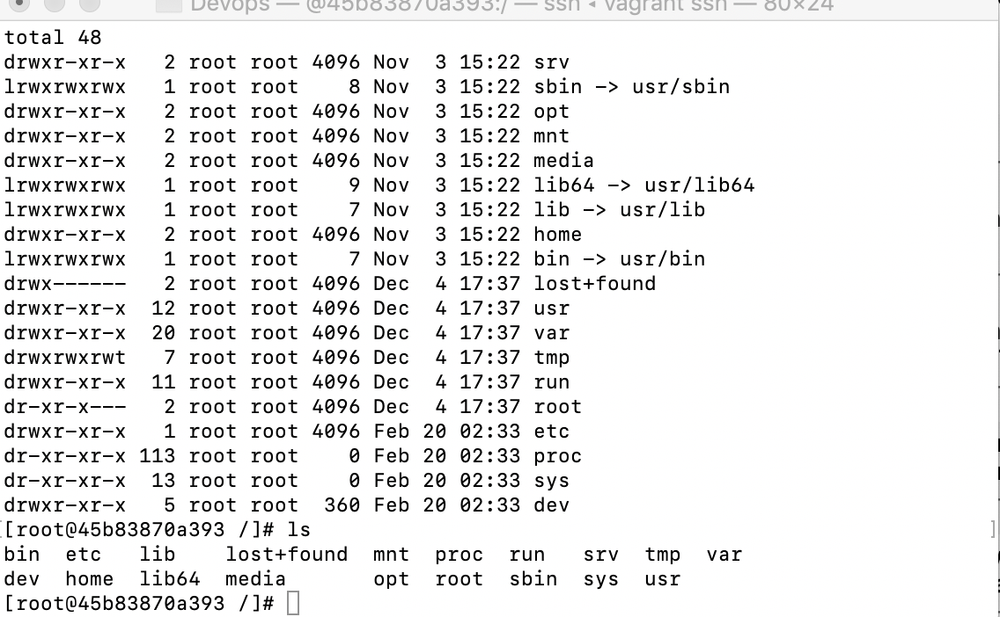 Devops — @45b83870a393:/ — ssh ◂ vagrant ssh — 80×24
total 48
drwxr-xr-x   2 root root 4096 Nov  3 15:22 srv
lrwxrwxrwx   1 root root    8 Nov  3 15:22 sbin -> usr/sbin
drwxr-xr-x   2 root root 4096 Nov  3 15:22 opt
drwxr-xr-x   2 root root 4096 Nov  3 15:22 mnt
drwxr-xr-x   2 root root 4096 Nov  3 15:22 media
lrwxrwxrwx   1 root root    9 Nov  3 15:22 lib64 -> usr/lib64
lrwxrwxrwx   1 root root    7 Nov  3 15:22 lib -> usr/lib
drwxr-xr-x   2 root root 4096 Nov  3 15:22 home
lrwxrwxrwx   1 root root    7 Nov  3 15:22 bin -> usr/bin
drwx------   2 root root 4096 Dec  4 17:37 lost+found
drwxr-xr-x  12 root root 4096 Dec  4 17:37 usr
drwxr-xr-x  20 root root 4096 Dec  4 17:37 var
drwxrwxrwt   7 root root 4096 Dec  4 17:37 tmp
drwxr-xr-x  11 root root 4096 Dec  4 17:37 run
dr-xr-x---   2 root root 4096 Dec  4 17:37 root
drwxr-xr-x   1 root root 4096 Feb 20 02:33 etc
dr-xr-xr-x 113 root root    0 Feb 20 02:33 proc
dr-xr-xr-x  13 root root    0 Feb 20 02:33 sys
drwxr-xr-x   5 root root  360 Feb 20 02:33 dev
[root@45b83870a393 /]# ls
bin  etc   lib    lost+found  mnt  proc  run   srv  tmp  var
dev  home  lib64  media       opt  root  sbin  sys  usr
[root@45b83870a393 /]#